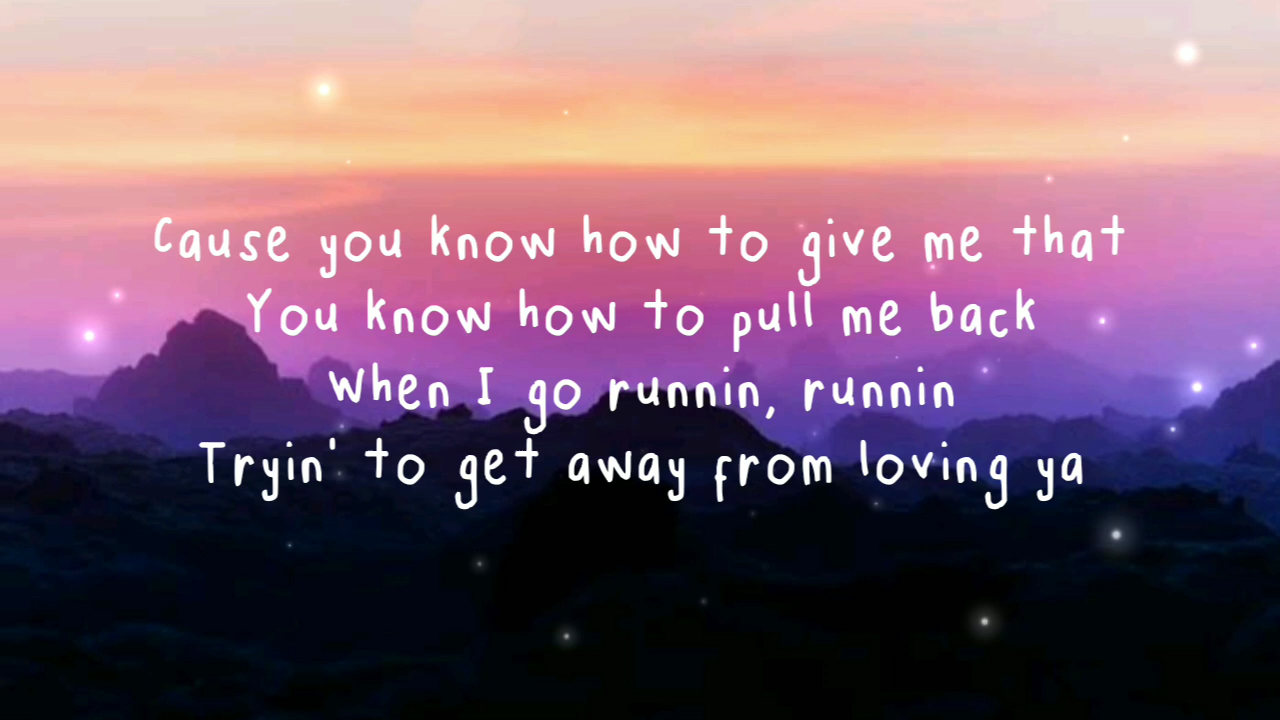 Cause you know how to give me that
You know how to pull me back
When I go runnin, runnin
Tryin' to get away from loving ya